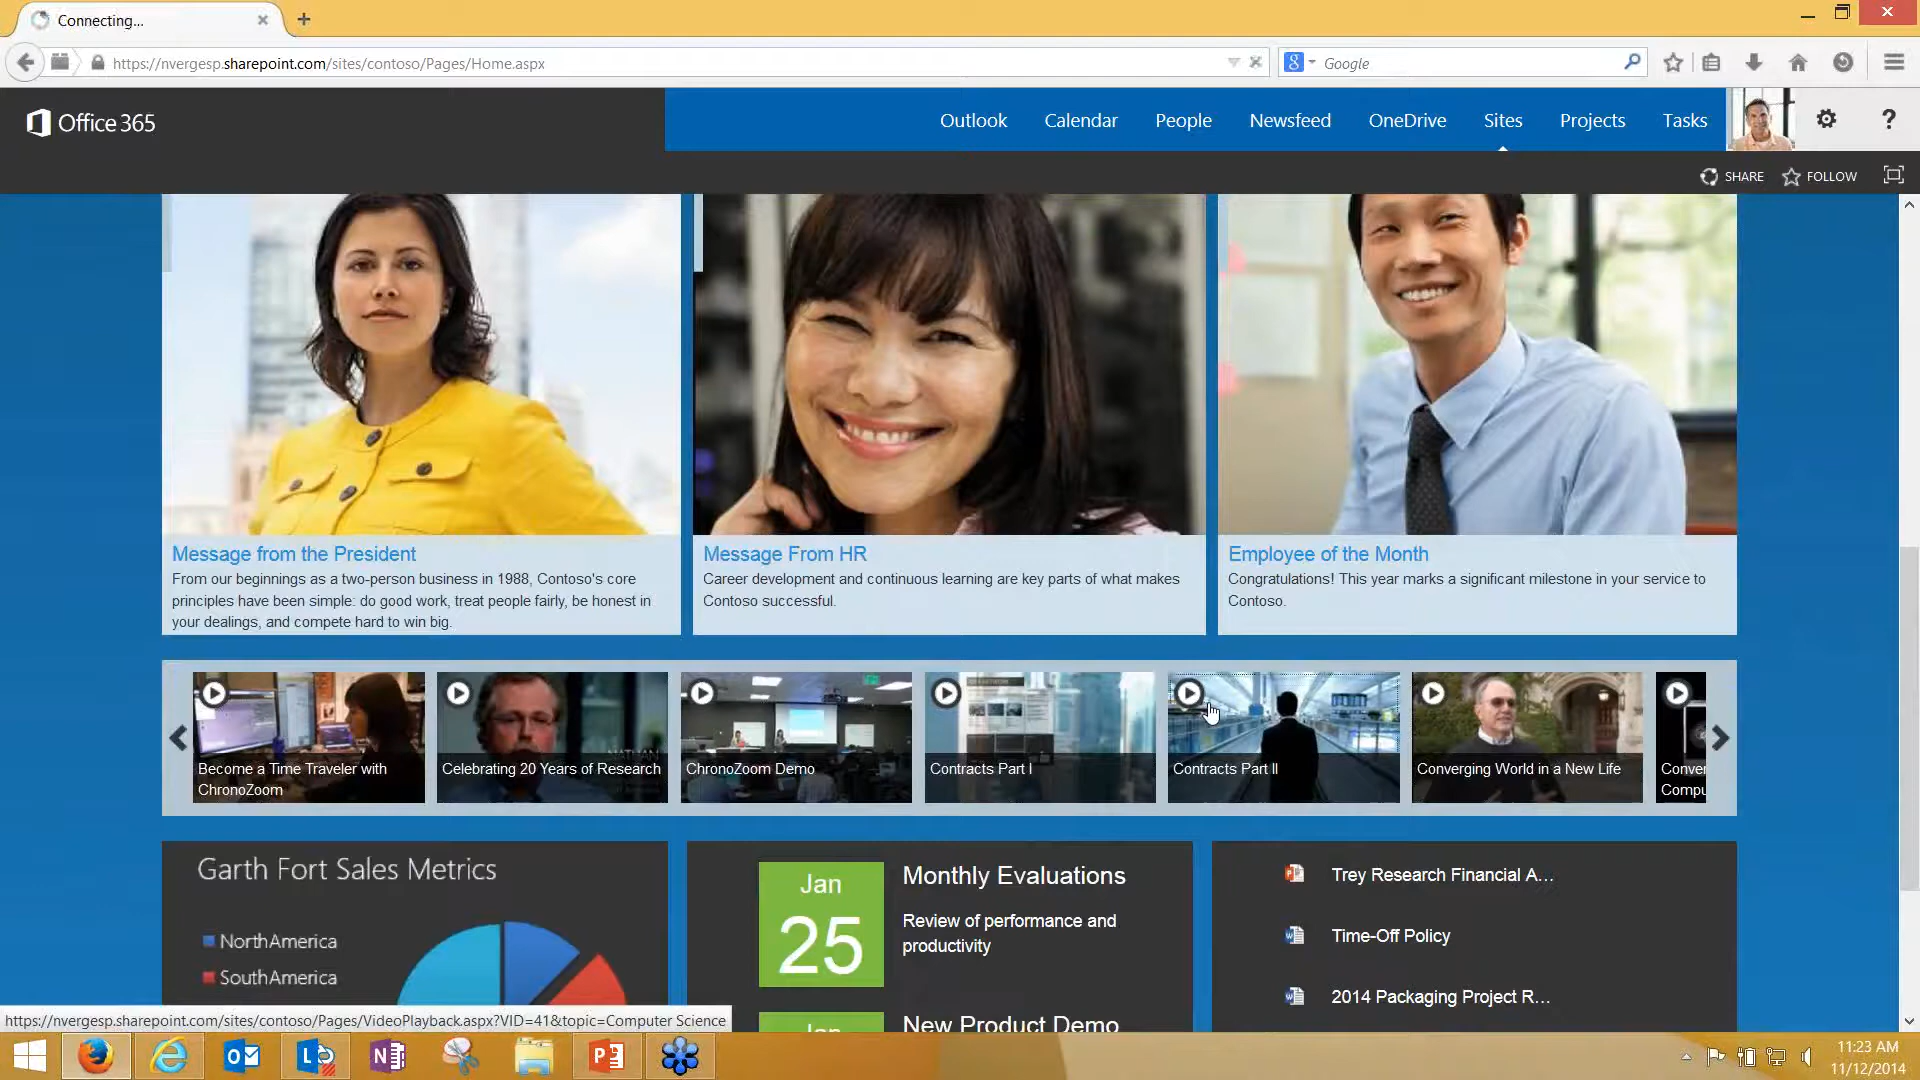 Connecting...
https://nvergesp.sharepoint.com/sites/contoso/Pages/Home.aspx
Google
Office 365
Outlook
Calendar
People
Newsfeed
OneDrive
Sites
Projects
Tasks
?
SHARE
FOLLOW
Message from the President
From our beginnings as a two-person business in 1988, Contoso's core
principles have been simple: do good work, treat people fairly, be honest in
your dealings, and compete hard to win big.
Message From HR
Career development and continuous learning are key parts of what makes
Contoso successful.
Employee of the Month
Congratulations! This year marks a significant milestone in your service to
Contoso.
Become a Time Traveler with
ChronoZoom
Celebrating 20 Years of Research
ChronoZoom Demo
Contracts Part I
Contracts Part II
Converging World in a New Life
Conver
Compu
Garth Fort Sales Metrics
NorthAmerica
SouthAmerica
Jan
25
Monthly Evaluations
Review of performance and
productivity
Jan
New Product Demo
Trey Research Financial A...
Time-Off Policy
2014 Packaging Project R...
https://nvergesp.sharepoint.com/sites/contoso/Pages/VideoPlayback.aspx?VID=41&topic=Computer Science
11:23 AM
11/12/2014